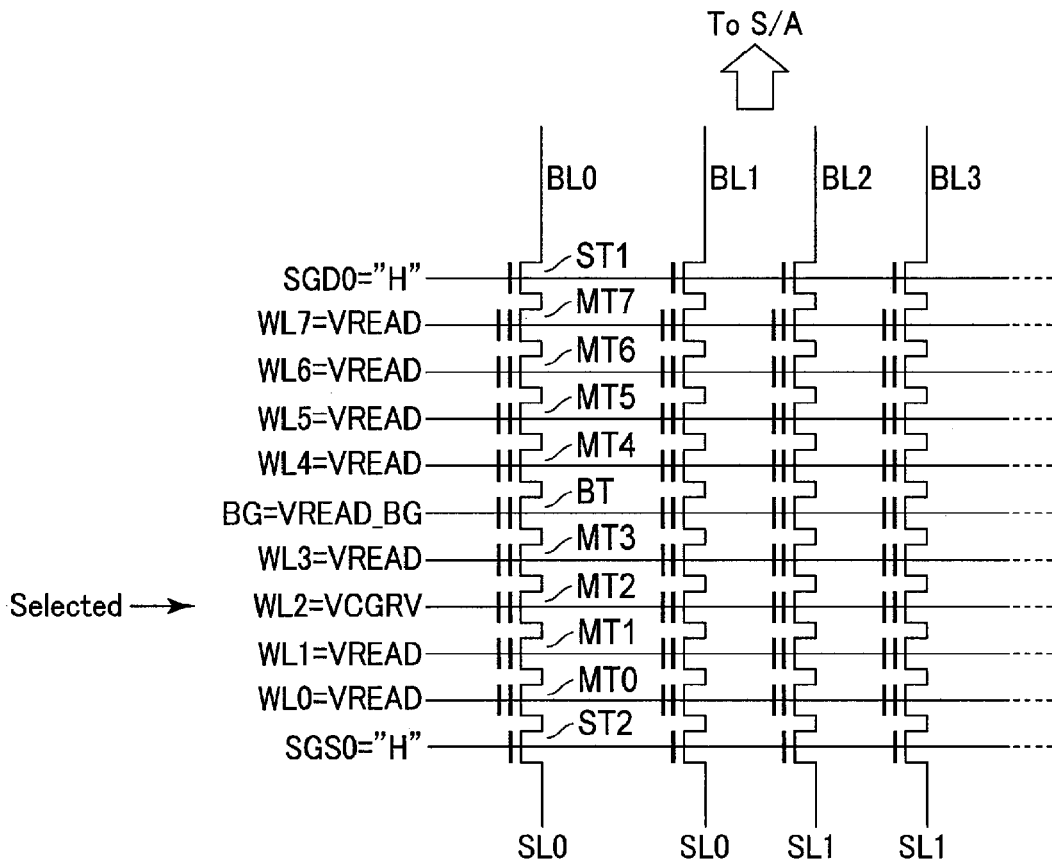 To S/A
BL0 BL1 BL2 BL3
SGD0="H" ST1
WL7=VREAD MT7
WL6=VREAD MT6
WL5=VREAD MT5
WL4=VREAD MT4
BG=VREAD_BG BT
WL3=VREAD MT3
Selected WL2=VCGRV MT2
WL1=VREAD MT1
WL0=VREAD MT0
SGS0="H" ST2
SL0 SL0 SL1 SL1